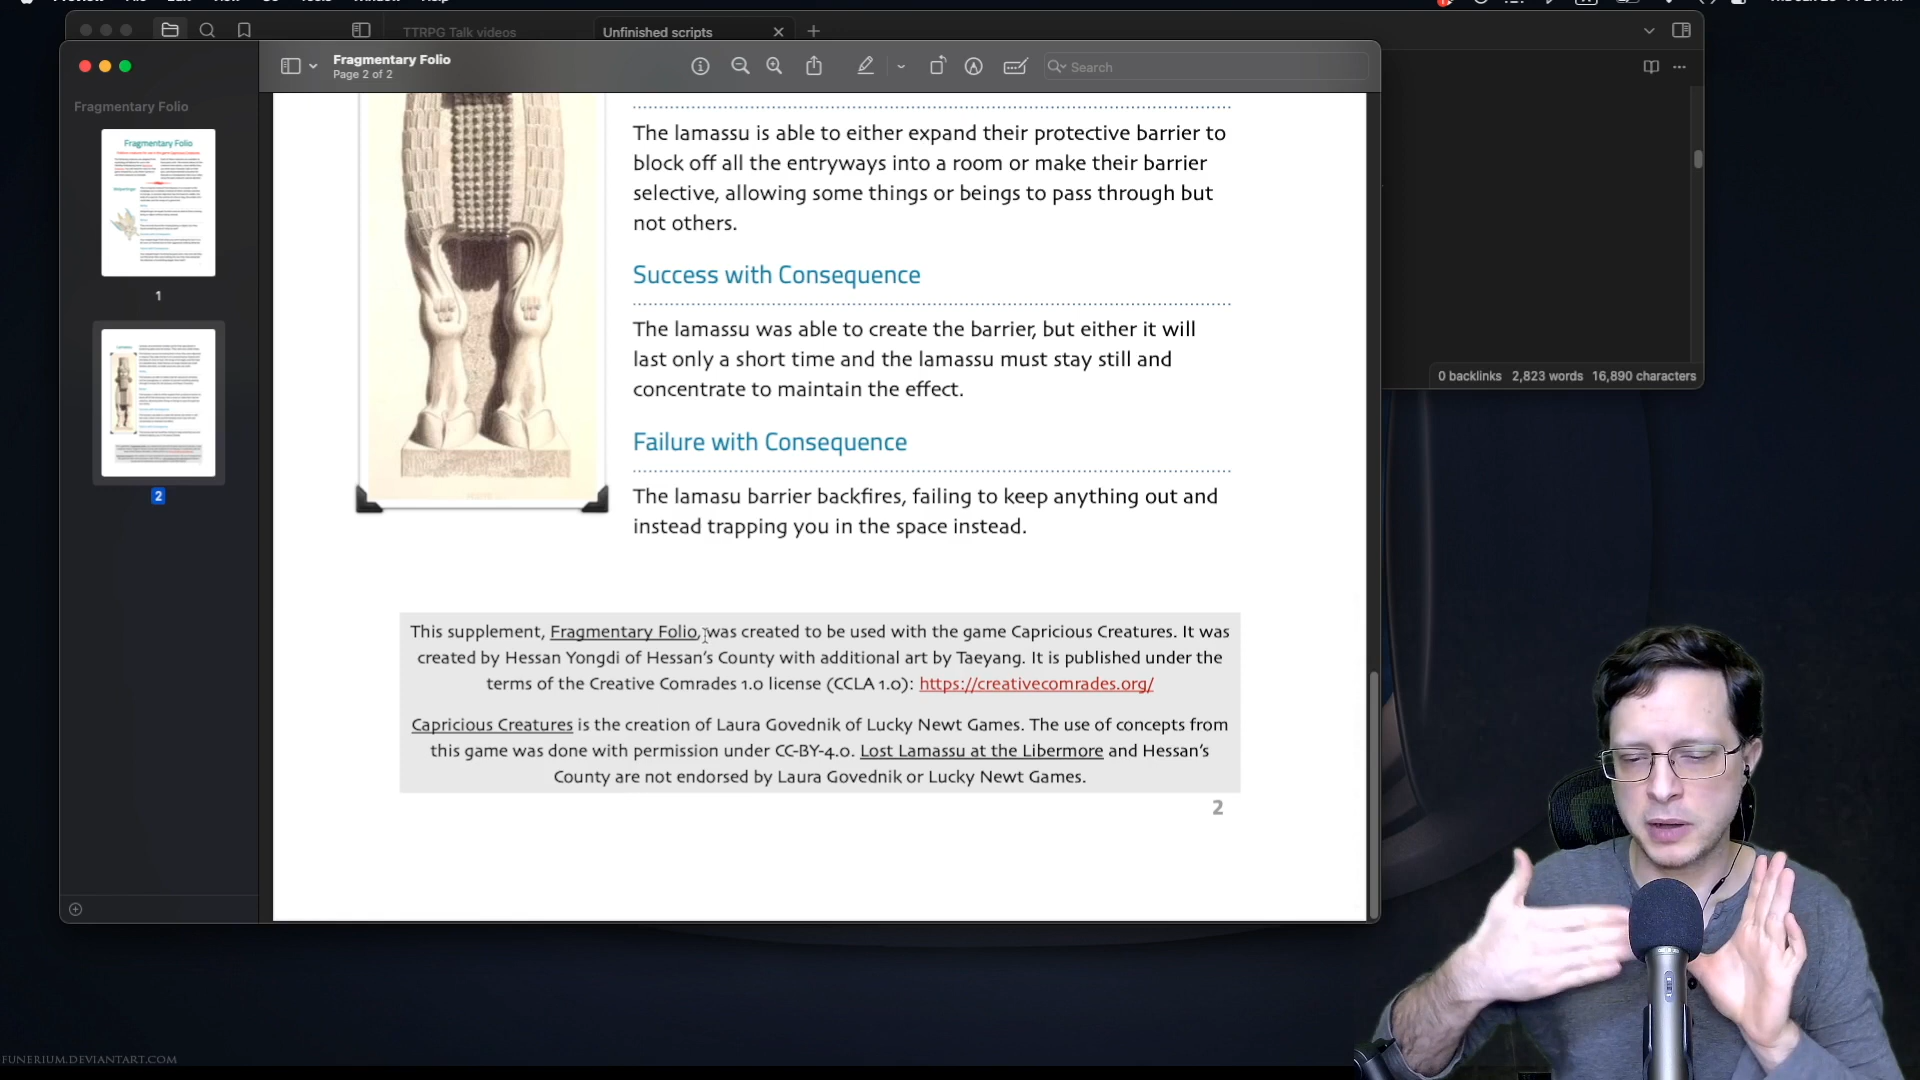 TTRPG Talk videos
Unfinished scripts
Fragmentary Folio
Page 2 of 2
Search
Fragmentary Folio
Fragmentary Folio
1
2
The lamassu is able to either expand their protective barrier to
block off all the entryways into a room or make their barrier
selective, allowing some things or beings to pass through but
not others.
Success with Consequence
The lamassu was able to create the barrier, but either it will
last only a short time and the lamassu must stay still and
concentrate to maintain the effect.
Failure with Consequence
The lamasu barrier backfires, failing to keep anything out and
instead trapping you in the space instead.
This supplement, Fragmentary Folio, was created to be used with the game Capricious Creatures. It was
created by Hessan Yongdi of Hessan's County with additional art by Taeyang. It is published under the
terms of the Creative Comrades 1.0 license (CCLA 1.0): https://creativecomrades.org/
Capricious Creatures is the creation of Laura Govednik of Lucky Newt Games. The use of concepts from
this game was done with permission under CC-BY-4.0. Lost Lamassu at the Libermore and Hessan's
County are not endorsed by Laura Govednik or Lucky Newt Games.
2
0 backlinks 2,823 words 16,890 characters
FUNERIUM.DEVIANTART.COM